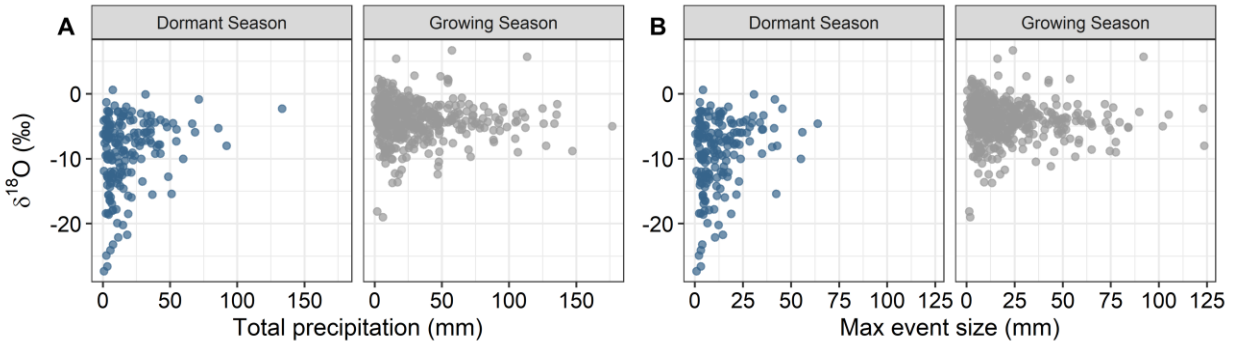 A Dormant Season Growing Season B Dormant Season Growing Season
0
-10
-20
δ18O (‰)
0 50 100 150 0 50 100 150 0 25 50 75 100 125 0 25 50 75 100 125
Total precipitation (mm) Max event size (mm)